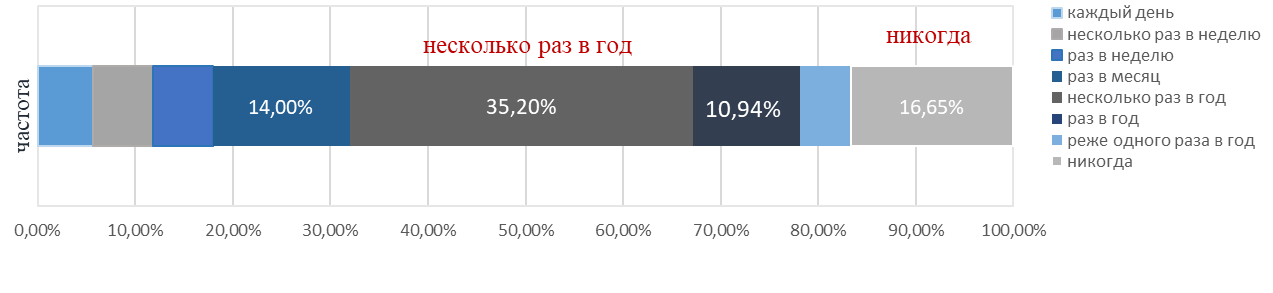 несколько раз в год
никогда
частота
14,00%
35,20%
10,94%
16,65%
0,00%
10,00%
20,00%
30,00%
40,00%
50,00%
60,00%
70,00%
80,00%
90,00%
100,00%
каждый день
несколько раз в неделю
раз в неделю
раз в месяц
несколько раз в год
раз в год
реже одного раза в год
никогда